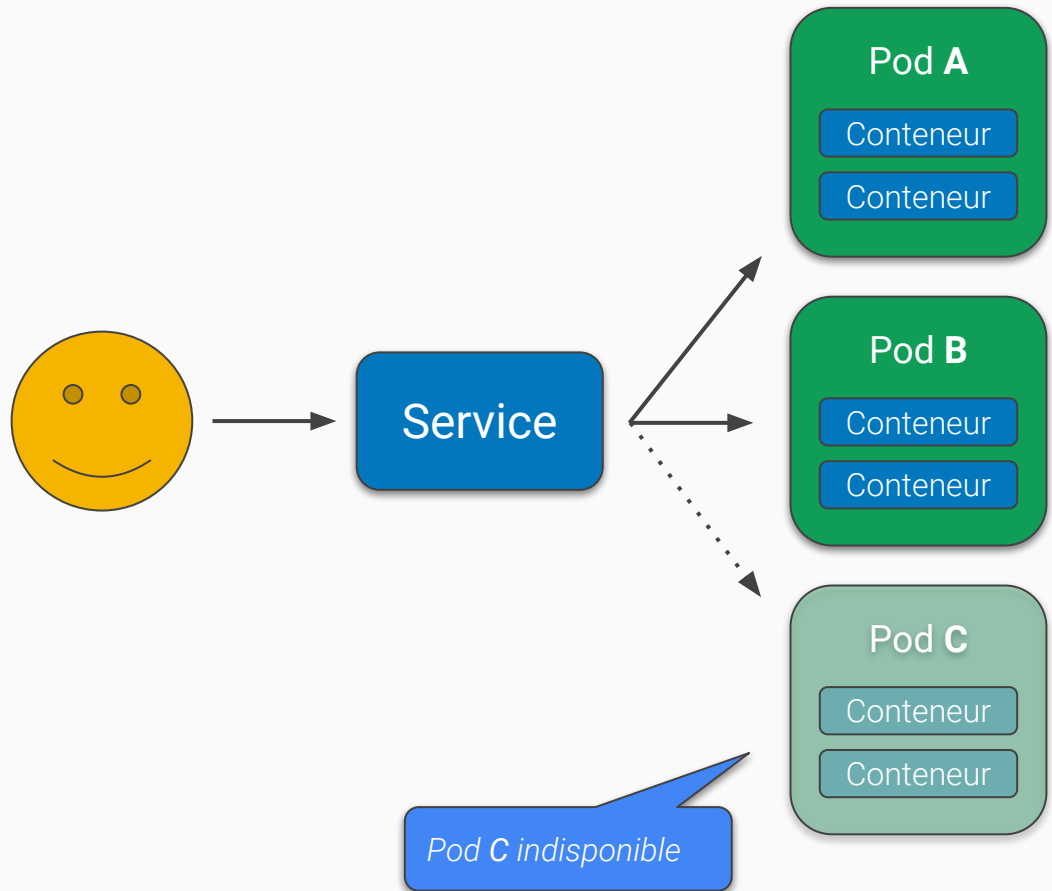 Pod A
Conteneur
Conteneur
Service
Pod B
Conteneur
Conteneur
Pod C
Conteneur
Conteneur
Pod C indisponible